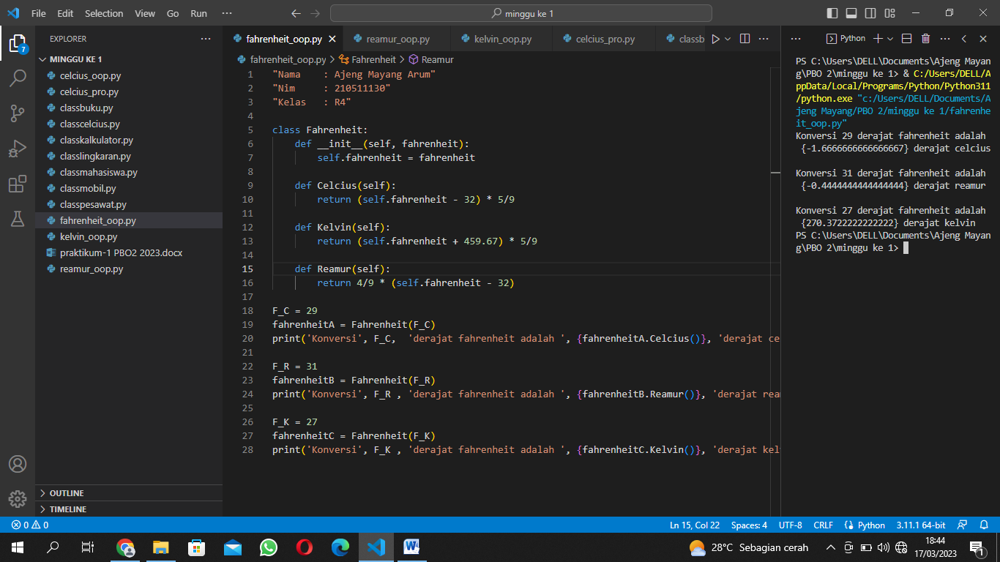 File Edit Selection View Go Run ··· minggu ke 1
EXPLORER ···
MINGGU KE 1
celcius_oop.py
celcius_pro.py
classbuku.py
classcelcius.py
classkalkulator.py
classlingkaran.py
classmahasiswa.py
classmobil.py
classpesawat.py
fahrenheit_oop.py
kelvin_oop.py
praktikum-1 PBO2 2023.docx
reamur_oop.py
OUTLINE
TIMELINE
7
fahrenheit_oop.py reamur_oop.py kelvin_oop.py celcius_pro.py classb
fahrenheit_oop.py > Fahrenheit > Reamur
1 "Nama    : Ajeng Mayang Arum"
2 "Nim     : 210511130"
3 "Kelas   : R4"
4
5 class Fahrenheit:
6     def __init__(self, fahrenheit):
7         self.fahrenheit = fahrenheit
8
9     def Celcius(self):
10         return (self.fahrenheit - 32) * 5/9
11
12     def Kelvin(self):
13         return (self.fahrenheit + 459.67) * 5/9
14
15     def Reamur(self):
16         return 4/9 * (self.fahrenheit - 32)
17
18 F_C = 29
19 fahrenheitA = Fahrenheit(F_C)
20 print('Konversi', F_C,  'derajat fahrenheit adalah ', {fahrenheitA.Celcius()}, 'derajat ce
21
22 F_R = 31
23 fahrenheitB = Fahrenheit(F_R)
24 print('Konversi', F_R , 'derajat fahrenheit adalah ', {fahrenheitB.Reamur()}, 'derajat rea
25
26 F_K = 27
27 fahrenheitC = Fahrenheit(F_K)
28 print('Konversi', F_K , 'derajat fahrenheit adalah ', {fahrenheitC.Kelvin()}, 'derajat kel
Python
PS C:\Users\DELL\Documents\Ajeng Mayan
g\PBO 2\minggu ke 1> & C:/Users/DELL/A
ppData/Local/Programs/Python/Python311
/python.exe "c:/Users/DELL/Documents/A
jeng Mayang/PBO 2/minggu ke 1/fahrenhe
it_oop.py"
Konversi 29 derajat fahrenheit adalah
{-1.6666666666666667} derajat celcius
Konversi 31 derajat fahrenheit adalah
{-0.4444444444444444} derajat reamur
Konversi 27 derajat fahrenheit adalah
{270.3722222222222} derajat kelvin
PS C:\Users\DELL\Documents\Ajeng Mayan
g\PBO 2\minggu ke 1>
0 0 Ln 15, Col 22 Spaces: 4 UTF-8 CRLF Python 3.11.1 64-bit
28°C Sebagian cerah
18:44
17/03/2023
1